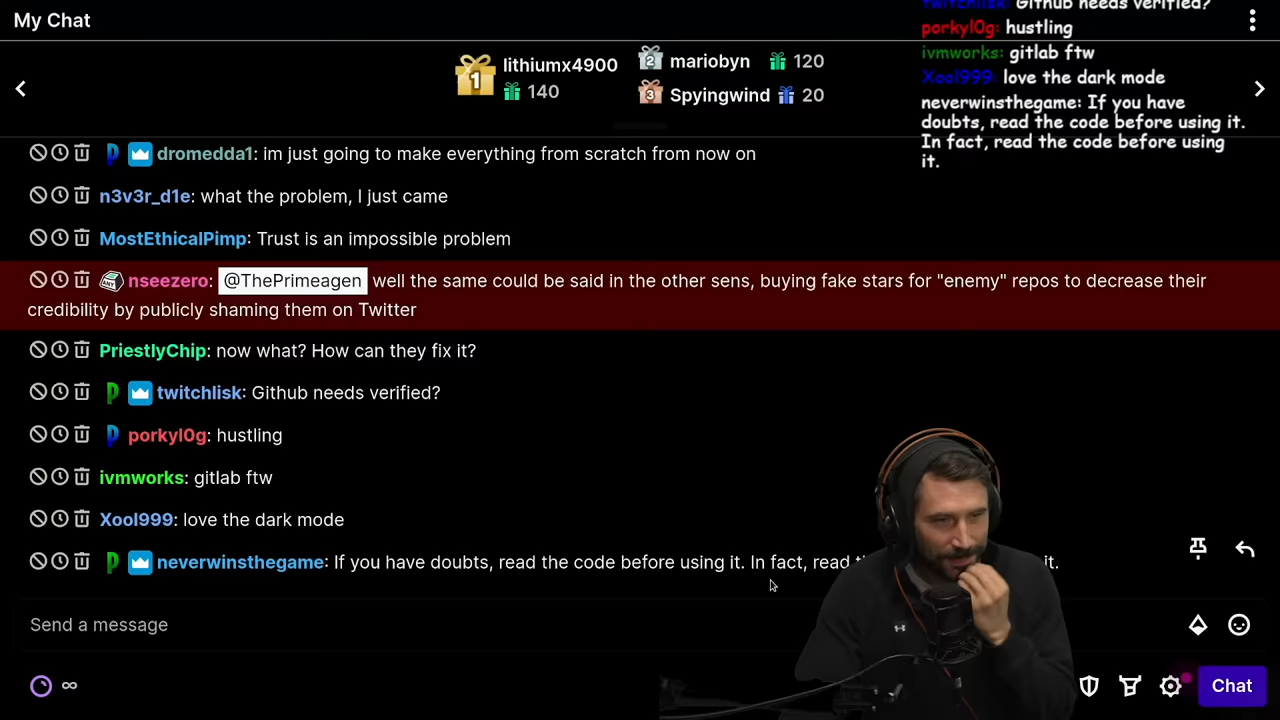 My Chat
twitchlisk: Github needs verified?
porkyl0g: hustling
ivmworks: gitlab ftw
Xool999: love the dark mode
neverwinsthegame: If you have
doubts, read the code before using it.
In fact, read the code before using
it.
1 lithiumx4900
140
2 mariobyn 120
3 Spyingwind 20
dromedda1: im just going to make everything from scratch from now on
n3v3r_d1e: what the problem, I just came
MostEthicalPimp: Trust is an impossible problem
nseezero: @ThePrimeagen well the same could be said in the other sens, buying fake stars for "enemy" repos to decrease their
credibility by publicly shaming them on Twitter
PriestlyChip: now what? How can they fix it?
twitchlisk: Github needs verified?
porkyl0g: hustling
ivmworks: gitlab ftw
Xool999: love the dark mode
neverwinsthegame: If you have doubts, read the code before using it. In fact, read it.
Send a message
∞
Chat